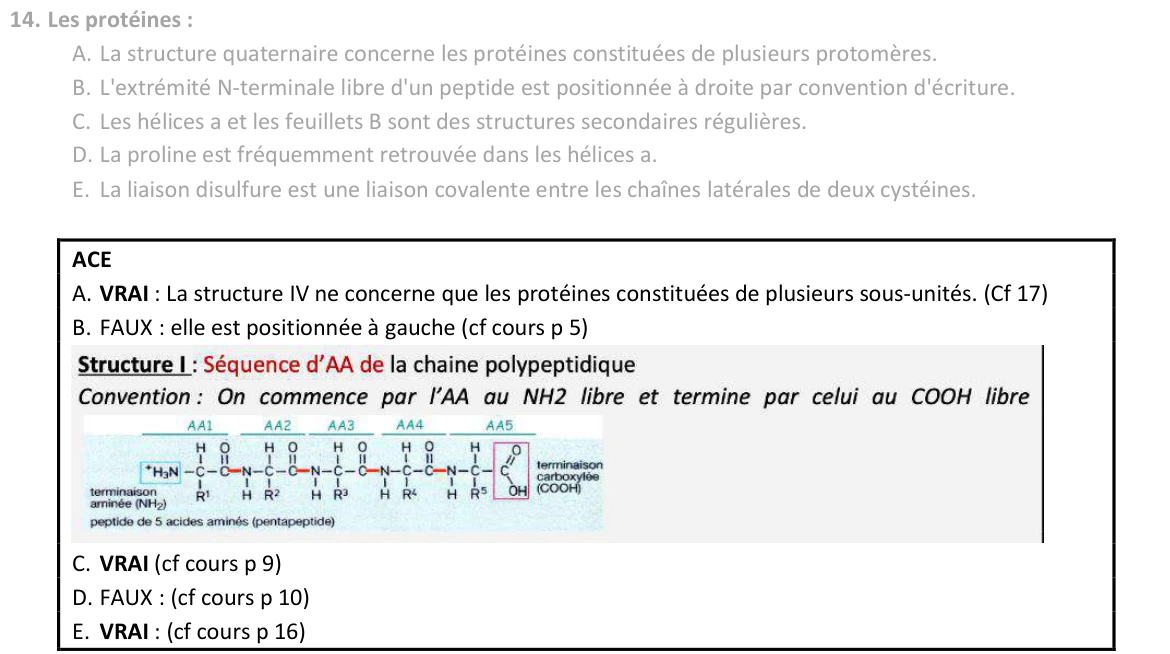 14. Les protéines :
A. La structure quaternaire concerne les protéines constituées de plusieurs protomères.
B. L'extrémité N-terminale libre d'un peptide est positionnée à droite par convention d'écriture.
C. Les hélices a et les feuillets B sont des structures secondaires régulières.
D. La proline est fréquemment retrouvée dans les hélices a.
E. La liaison disulfure est une liaison covalente entre les chaînes latérales de deux cystéines.
ACE
A. VRAI : La structure IV ne concerne que les protéines constituées de plusieurs sous-unités. (Cf 17)
B. FAUX : elle est positionnée à gauche (cf cours p 5)
Structure I : Séquence d'AA de la chaine polypeptidique
Convention : On commence par l'AA au NH2 libre et termine par celui au COOH libre
AA1 AA2 AA3 AA4 AA5
H O H O H O H O H O
+H3N –C–C–N–C–C–N–C–C–N–C–C–N–C– C terminaison
carboxylée
R1 H R2 H R3 H R4 H R5 OH (COOH)
terminaison
aminée (NH2)
peptide de 5 acides aminés (pentapeptide)
C. VRAI (cf cours p 9)
D. FAUX : (cf cours p 10)
E. VRAI : (cf cours p 16)